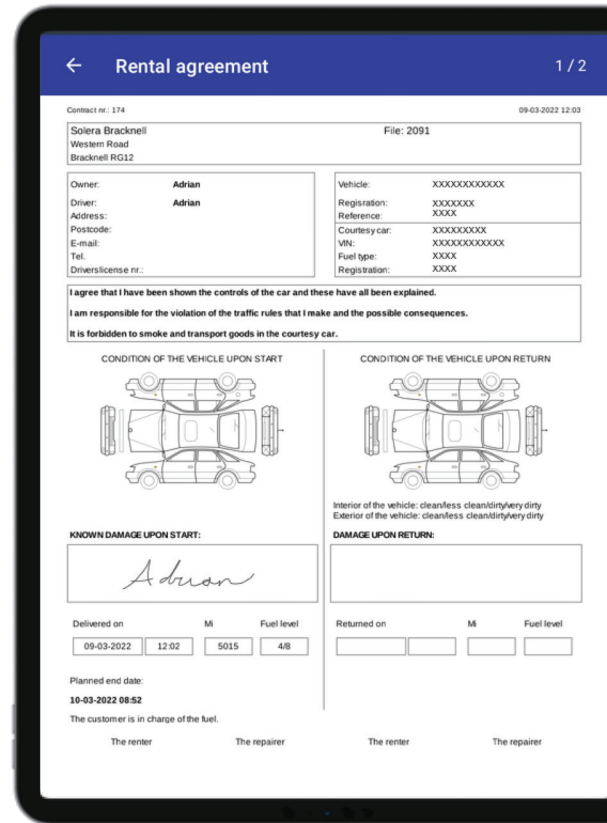 Rental agreement 1 / 2
Contract nr.: 174 09-03-2022 12:03
Solera Bracknell File: 2091
Western Road
Bracknell RG12
Owner: Adrian
Driver: Adrian
Address:
Postcode:
E-mail:
Tel.
Driverslicense nr.:
Vehicle: XXXXXXXXXXXX
Regisration: XXXXXXX
Reference: XXXX
Courtesy car: XXXXXXXXX
VIN: XXXXXXXXXXXX
Fuel type: XXXX
Registration: XXXX
I agree that I have been shown the controls of the car and these have all been explained.
I am responsible for the violation of the traffic rules that I make and the possible consequences.
It is forbidden to smoke and transport goods in the courtesy car.
CONDITION OF THE VEHICLE UPON START
KNOWN DAMAGE UPON START:
Adrian
Delivered on Mi Fuel level
09-03-2022 12:02 5015 4/8
Planned end date:
10-03-2022 08:52
The customer is in charge of the fuel.
The renter The repairer
CONDITION OF THE VEHICLE UPON RETURN
Interior of the vehicle: clean/less clean/dirty/very dirty
Exterior of the vehicle: clean/less clean/dirty/very dirty
DAMAGE UPON RETURN:
Returned on Mi Fuel level
The renter The repairer